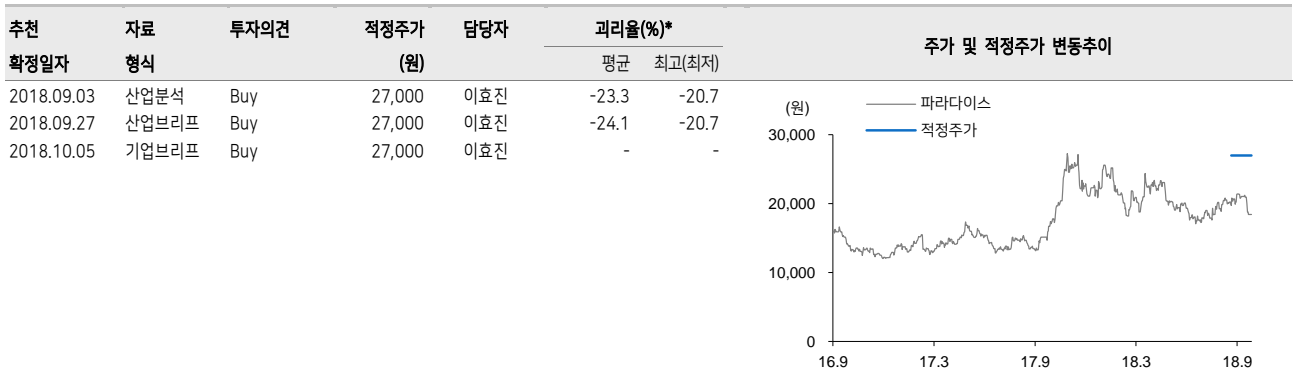 추천 자료 투자의견 적정주가 담당자 괴리율(%)* 주가 및 적정주가 변동추이
확정일자 형식 (원) 평균 최고(최저)
2018.09.03 산업분석 Buy 27,000 이효진 -23.3 -20.7
2018.09.27 산업브리프 Buy 27,000 이효진 -24.1 -20.7
2018.10.05 기업브리프 Buy 27,000 이효진 - -
(원)
파라다이스
적정주가
30,000
20,000
10,000
0
16.9 17.3 17.9 18.3 18.9